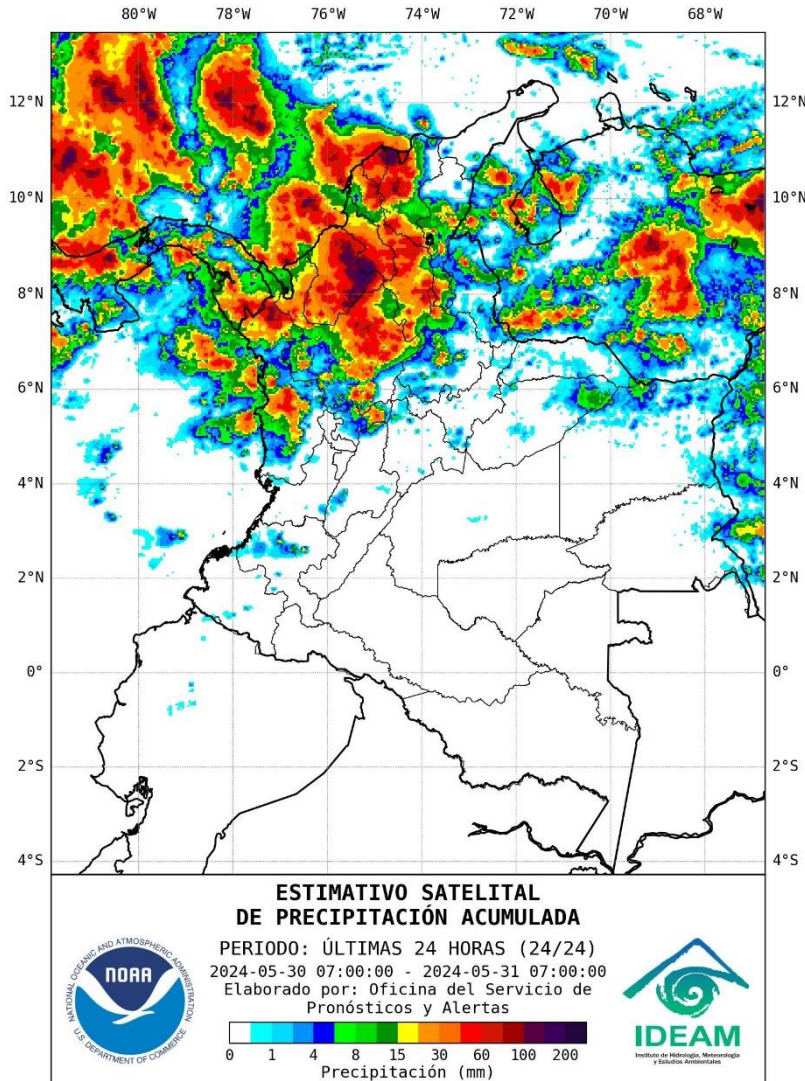 80°W 78°W 76°W 74°W 72°W 70°W 68°W
12°N 12°N
10°N 10°N
8°N 8°N
6°N 6°N
4°N 4°N
2°N 2°N
0° 0°
2°S 2°S
4°S 4°S
ESTIMATIVO SATELITAL
DE PRECIPITACIÓN ACUMULADA
PERIODO: ÚLTIMAS 24 HORAS (24/24)
2024-05-30 07:00:00 - 2024-05-31 07:00:00
Elaborado por: Oficina del Servicio de
Pronósticos y Alertas
0 1 4 8 15 30 60 100 200
Precipitación (mm)
NATIONAL OCEANIC AND ATMOSPHERIC ADMINISTRATION
NOAA
U.S. DEPARTMENT OF COMMERCE
IDEAM
Instituto de Hidrología, Meteorología
y Estudios Ambientales